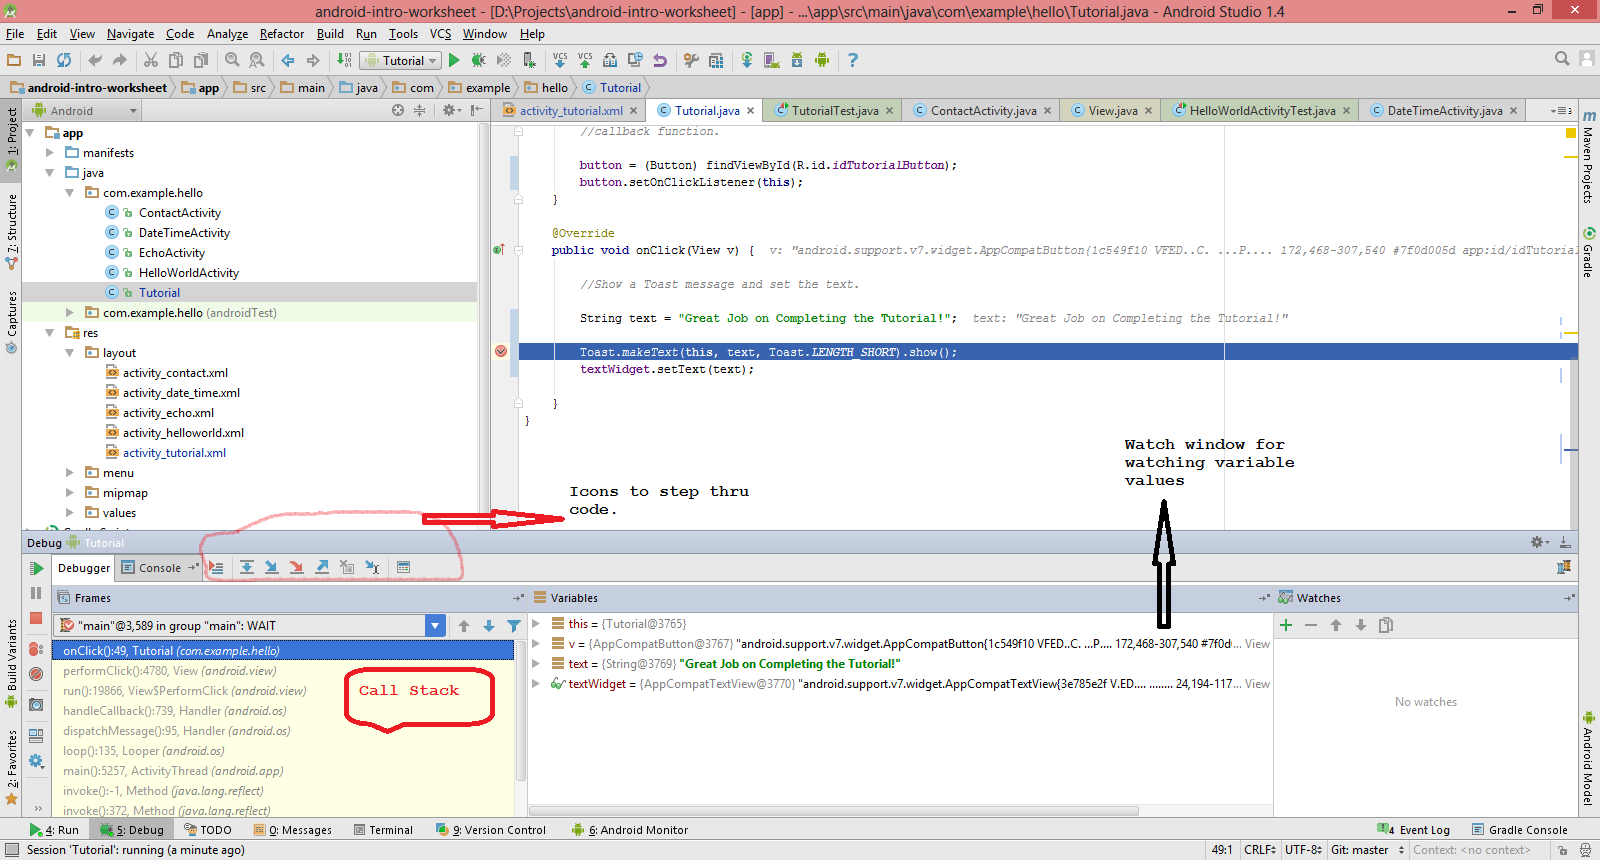 android-intro-worksheet - [D:\Projects\android-intro-worksheet] - [app] - ...\app\src\main\java\com\example\hello\Tutorial.java - Android Studio 1.4
File Edit View Navigate Code Analyze Refactor Build Run Tools VCS Window Help
Tutorial
VCS VCS
android-intro-worksheet app src main java com example hello Tutorial
Android
activity_tutorial.xml Tutorial.java TutorialTest.java ContactActivity.java View.java HelloWorldActivityTest.java DateTimeActivity.java
1: Project
7: Structure
Captures
Build Variants
2: Favorites
app
manifests
java
com.example.hello
ContactActivity
DateTimeActivity
EchoActivity
HelloWorldActivity
Tutorial
com.example.hello (androidTest)
res
layout
activity_contact.xml
activity_date_time.xml
activity_echo.xml
activity_helloworld.xml
activity_tutorial.xml
menu
mipmap
values
//callback function.
button = (Button) findViewById(R.id.idTutorialButton);
button.setOnClickListener(this);
}
@Override
public void onClick(View v) { v: "android.support.v7.widget.AppCompatButton{1c549f10 VFED..C. ...P.... 172,468-307,540 #7f0d005d app:id/idTutorial
//Show a Toast message and set the text.
String text = "Great Job on Completing the Tutorial!"; text: "Great Job on Completing the Tutorial!"
Toast.makeText(this, text, Toast.LENGTH_SHORT).show();
textWidget.setText(text);
}
}
Icons to step thru
code.
Watch window for
watching variable
values
Maven Projects
Gradle
Android Model
Debug Tutorial
Debugger Console
Frames
"main"@3,589 in group "main": WAIT
onClick():49, Tutorial (com.example.hello)
performClick():4780, View (android.view)
run():19866, View$PerformClick (android.view)
handleCallback():739, Handler (android.os)
dispatchMessage():95, Handler (android.os)
loop():135, Looper (android.os)
main():5257, ActivityThread (android.app)
invoke():-1, Method (java.lang.reflect)
invoke():372, Method (java.lang.reflect)
Call Stack
Variables
this = {Tutorial@3765}
v = {AppCompatButton@3767} "android.support.v7.widget.AppCompatButton{1c549f10 VFED..C. ...P.... 172,468-307,540 #7f0d... View
text = {String@3769} "Great Job on Completing the Tutorial!"
textWidget = {AppCompatTextView@3770} "android.support.v7.widget.AppCompatTextView{3e785e2f V.ED.... ........ 24,194-117... View
Watches
No watches
4: Run 5: Debug TODO 0: Messages Terminal 9: Version Control 6: Android Monitor 4 Event Log Gradle Console
Session 'Tutorial': running (a minute ago) 49:1 CRLF UTF-8 Git: master Context: <no context>